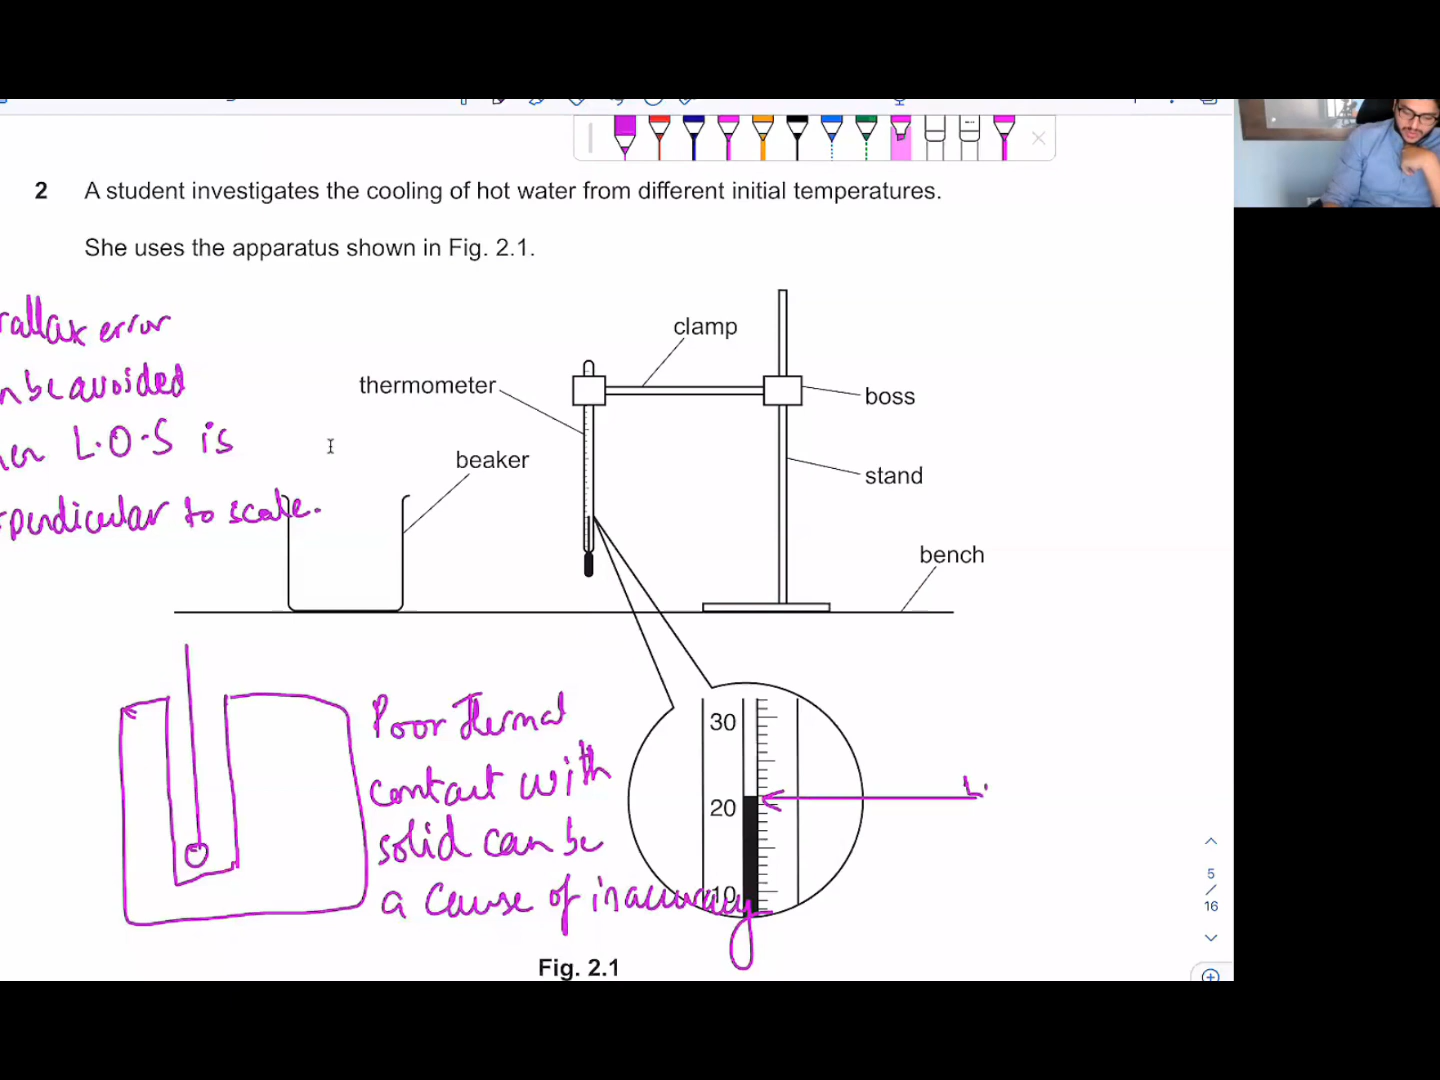 2 A student investigates the cooling of hot water from different initial temperatures.
She uses the apparatus shown in Fig. 2.1.
rallax error
n be avoided
en L.O.S is
rpendicular to scale.
clamp
thermometer
boss
beaker
stand
bench
Poor thermal
contact with
solid can be
a cause of inaccuracy
30
20
10
L.
Fig. 2.1
5
/
16